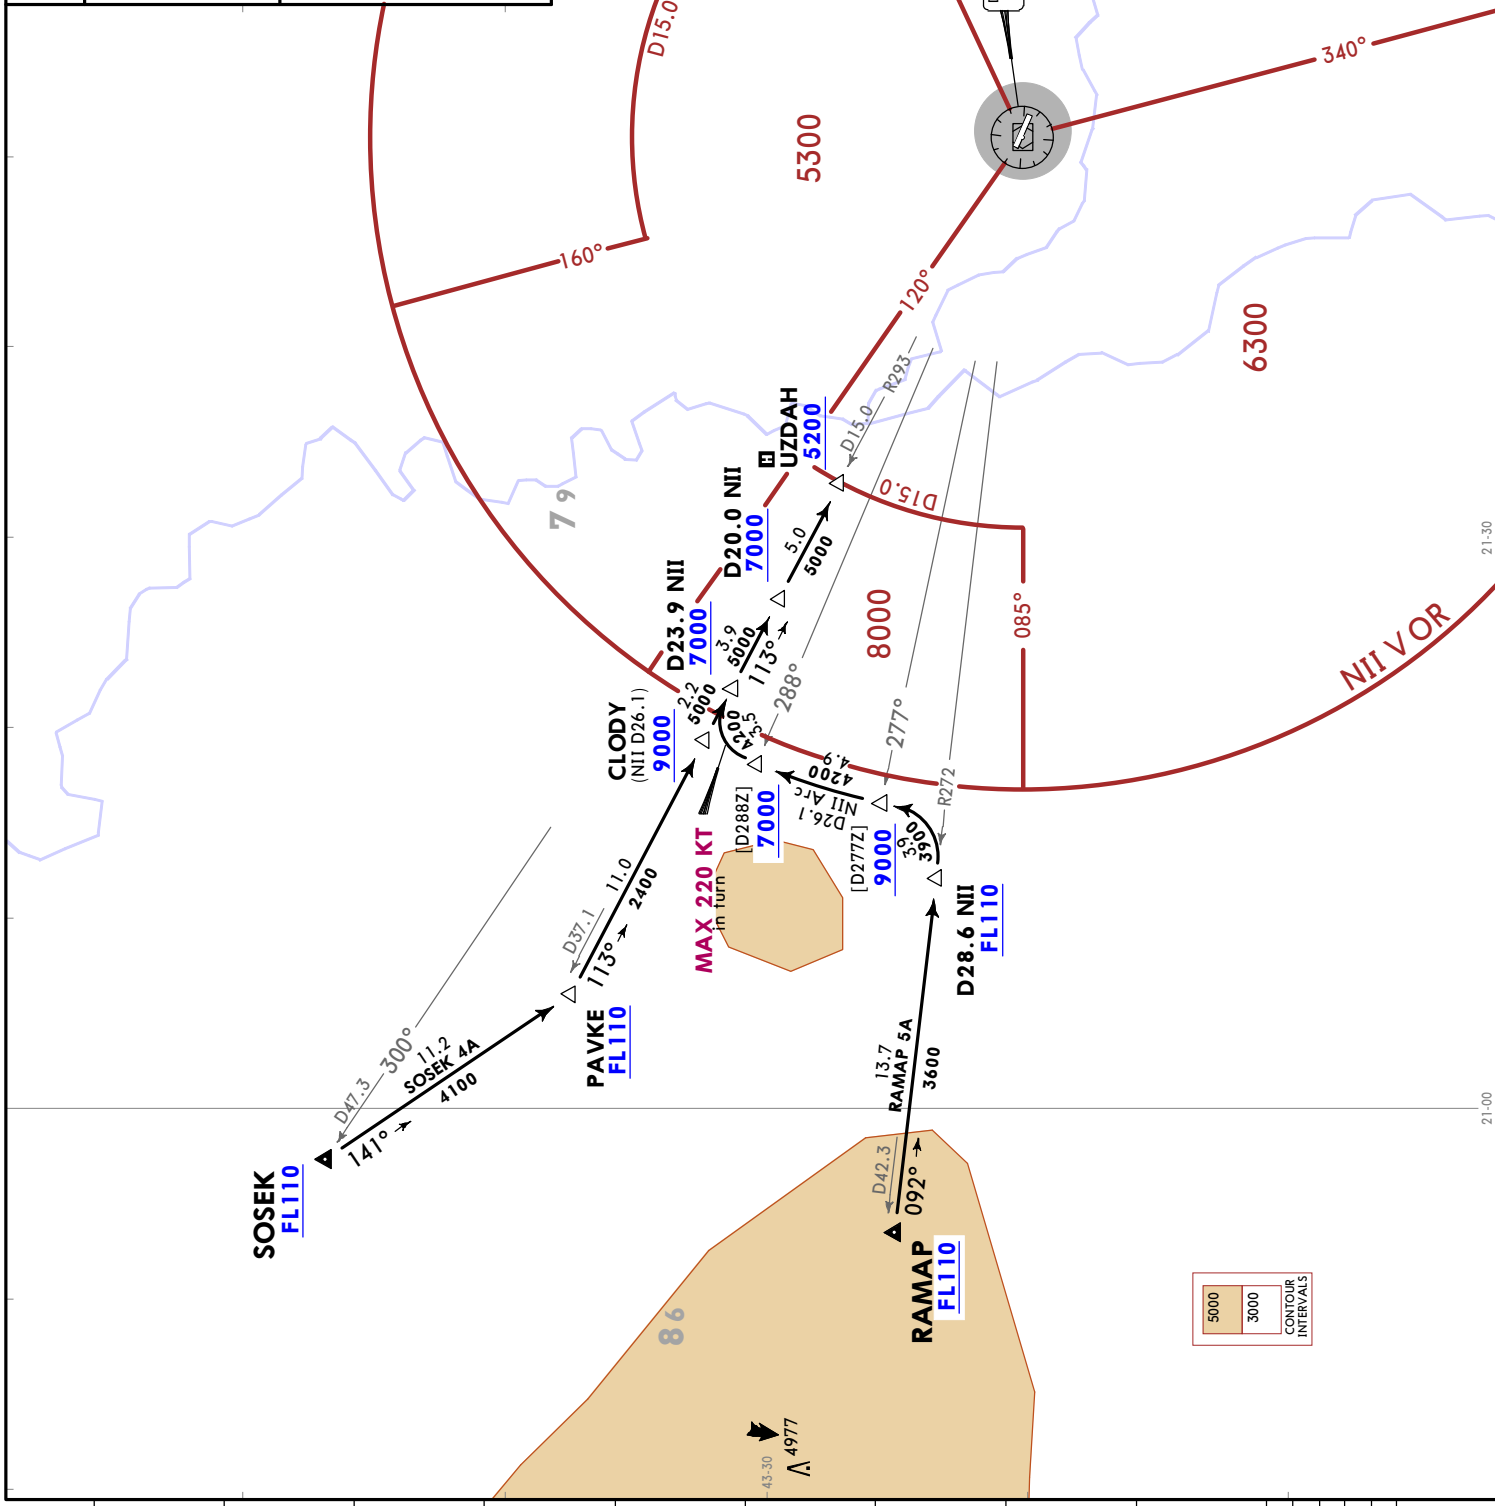 D15.0
340°
5300
160°
120°
6300
R293
D15.0
UZDAH
5200
H
D15.0
79
D20.0 NII
7000
5.0
5000
D23.9 NII
7000
3.9
5000
113°
288°
8000
085°
NII VOR
21-30
CLODY
(NII D26.1)
9000
2.2
5000
4200
3.5
277°
4.9
4200
NII Arc
D26.1
R272
[D288Z]
7000
[D277Z]
9000
3.9
3900
MAX 220 KT
in turn
11.0
2400
D37.1
113°
D28.6 NII
FL110
PAVKE
FL110
300°
11.2
SOSEK 4A
4100
D47.3
141°
SOSEK
FL110
13.7
RAMAP 5A
3600
D42.3
092°
RAMAP
FL110
21-00
86
5000
3000
CONTOUR
INTERVALS
4977
43-30